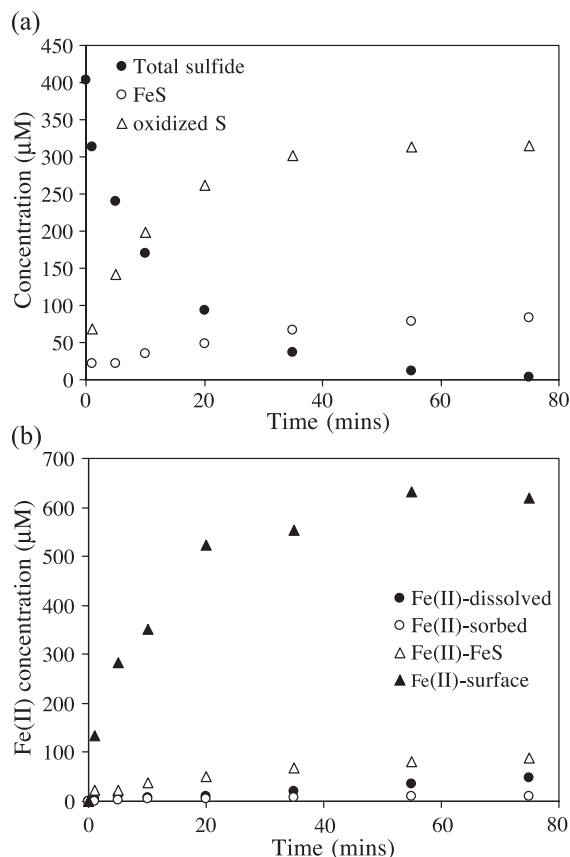 (a)
450
400
350
300
250
200
150
100
50
0
Concentration (μM)
Total sulfide
FeS
oxidized S
0 20 40 60 80
Time (mins)
(b)
700
600
500
400
300
200
100
0
Fe(II) concentration (μM)
Fe(II)-dissolved
Fe(II)-sorbed
Fe(II)-FeS
Fe(II)-surface
0 20 40 60 80
Time (mins)